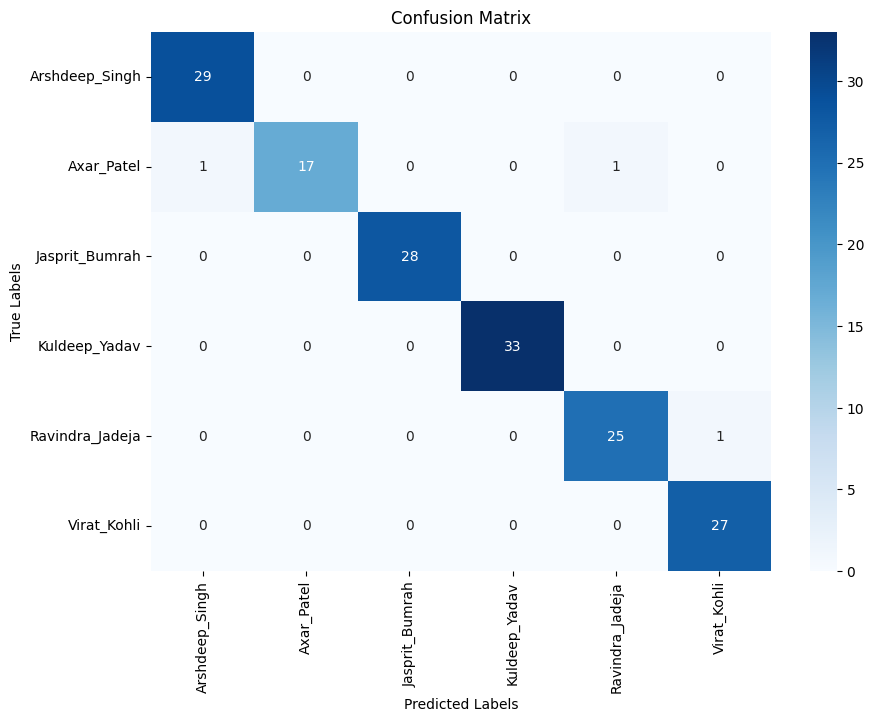 Confusion Matrix
True Labels
Arshdeep_Singh 29 0 0 0 0 0
Axar_Patel 1 17 0 0 1 0
Jasprit_Bumrah 0 0 28 0 0 0
Kuldeep_Yadav 0 0 0 33 0 0
Ravindra_Jadeja 0 0 0 0 25 1
Virat_Kohli 0 0 0 0 0 27
Arshdeep_Singh
Axar_Patel
Jasprit_Bumrah
Kuldeep_Yadav
Ravindra_Jadeja
Virat_Kohli
Predicted Labels
30
25
20
15
10
5
0